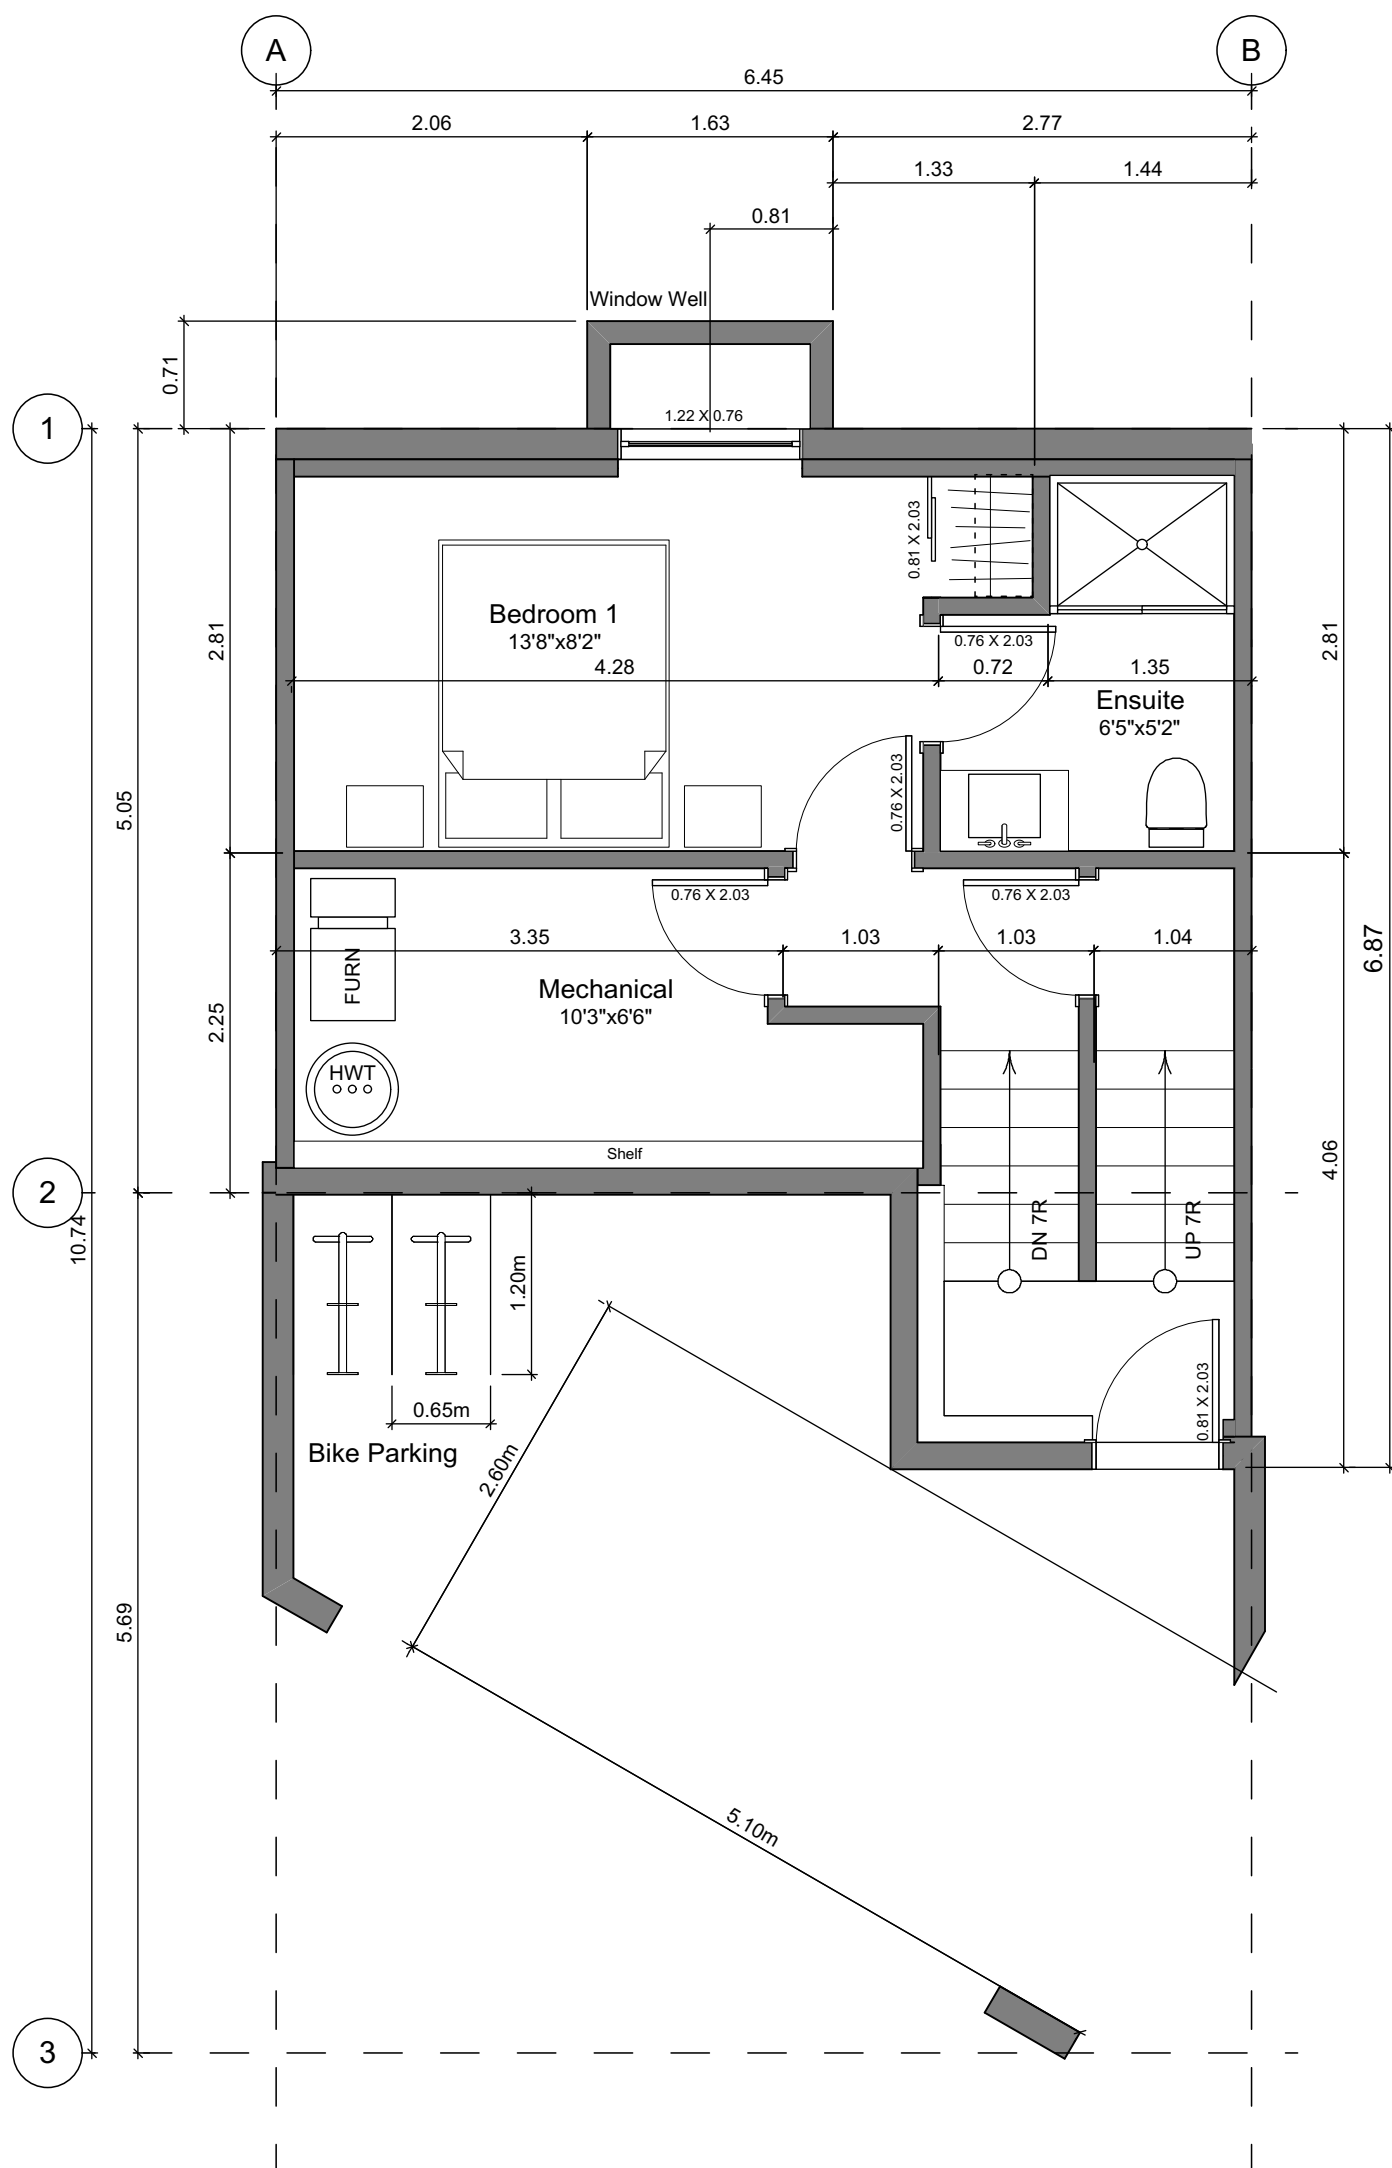 A
B
6.45
2.06
1.63
2.77
1.33
1.44
0.81
Window Well
0.71
1
1.22 X 0.76
0.81 X 2.03
Bedroom 1
13'8"x8'2"
0.76 X 2.03
2.81
2.81
4.28
0.72
1.35
Ensuite
6'5"x5'2"
0.76 X 2.03
5.05
0.76 X 2.03
0.76 X 2.03
3.35
1.03
1.03
1.04
6.87
FURN
Mechanical
10'3"x6'6"
2.25
HWT
Shelf
4.06
2
10.74
DN 7R
UP 7R
1.20m
0.81 X 2.03
0.65m
Bike Parking
2.60m
5.69
5.10m
3